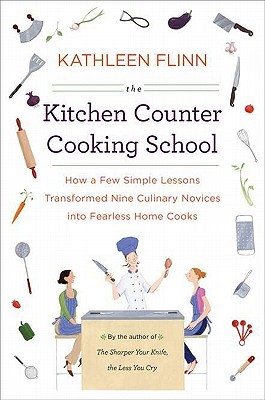 KATHLEEN FLINN
the
Kitchen Counter
Cooking School
How a Few Simple Lessons
Transformed Nine Culinary Novices
into Fearless Home Cooks
• By the author of •
The Sharper Your Knife,
the Less You Cry